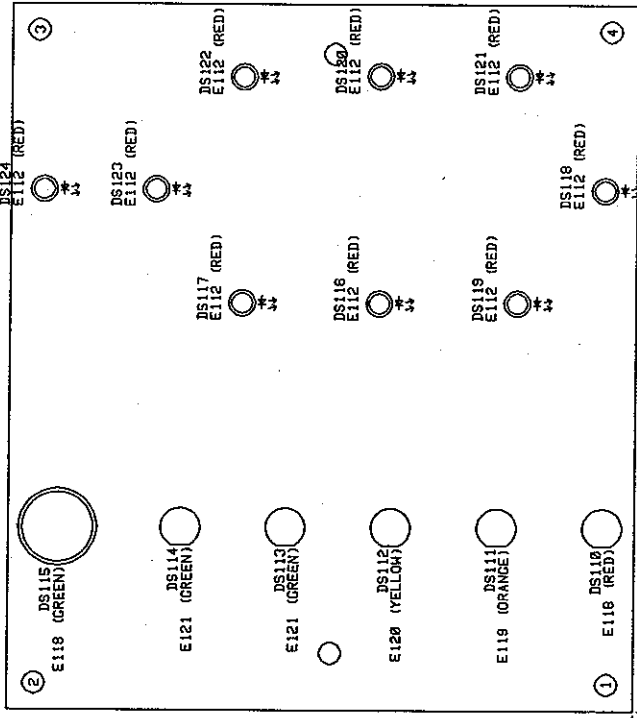 2
3
DS124
E112 (RED)
DS115
E118 (GREEN)
DS123
E112 (RED)
DS114
E121 (GREEN)
DS117
E112 (RED)
DS122
E112 (RED)
DS113
E121 (GREEN)
DS116
E112 (RED)
DS120
E112 (RED)
DS112
E120 (YELLOW)
DS119
E112 (RED)
DS121
E112 (RED)
DS111
E119 (ORANGE)
DS118
E112 (RED)
DS110
E118 (RED)
1
4